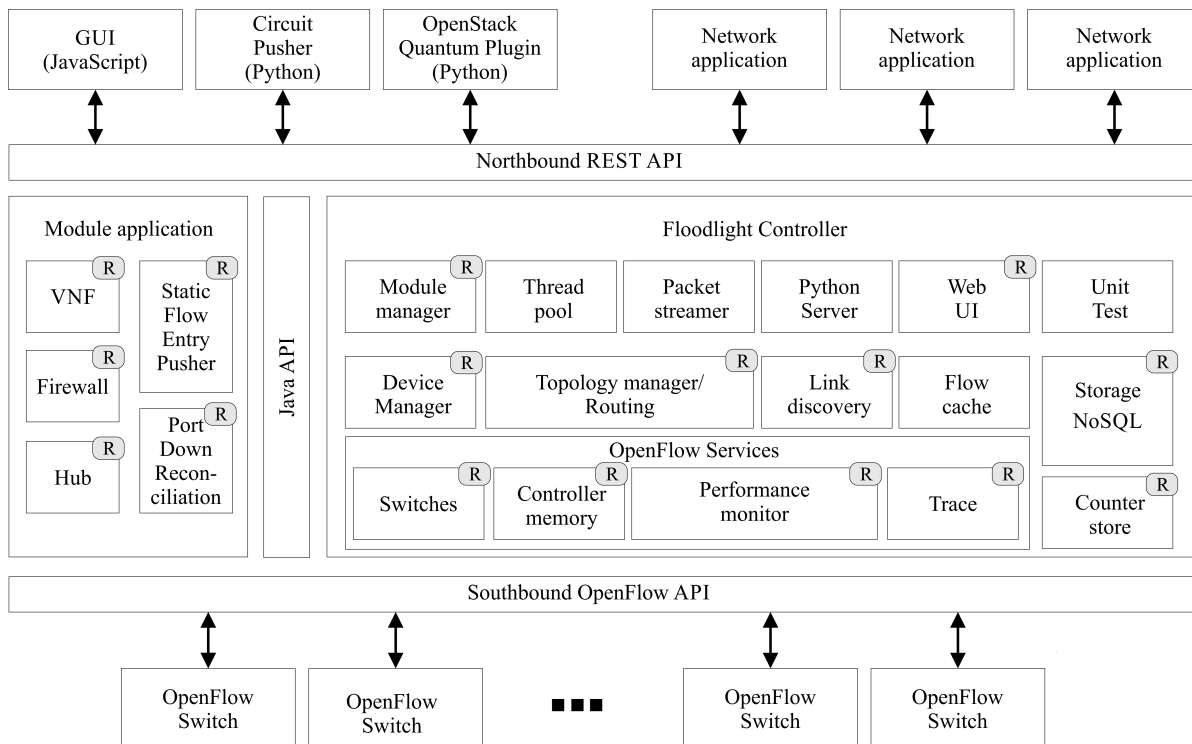 GUI
(JavaScript)
Circuit
Pusher
(Python)
OpenStack
Quantum Plugin
(Python)
Network
application
Network
application
Network
application
Northbound REST API
Module application
R
VNF
R
Static
Flow
Entry
Pusher
R
Firewall
R
Port
Down
Recon-
ciliation
R
Hub
Java API
Floodlight Controller
R
Module
manager
Thread
pool
Packet
streamer
Python
Server
R
Web
UI
Unit
Test
R
Device
Manager
R
Topology manager/
Routing
R
Link
discovery
Flow
cache
R
Storage
NoSQL
OpenFlow Services
R
Switches
R
Controller
memory
R
Performance
monitor
R
Trace
R
Counter
store
Southbound OpenFlow API
OpenFlow
Switch
OpenFlow
Switch
OpenFlow
Switch
OpenFlow
Switch